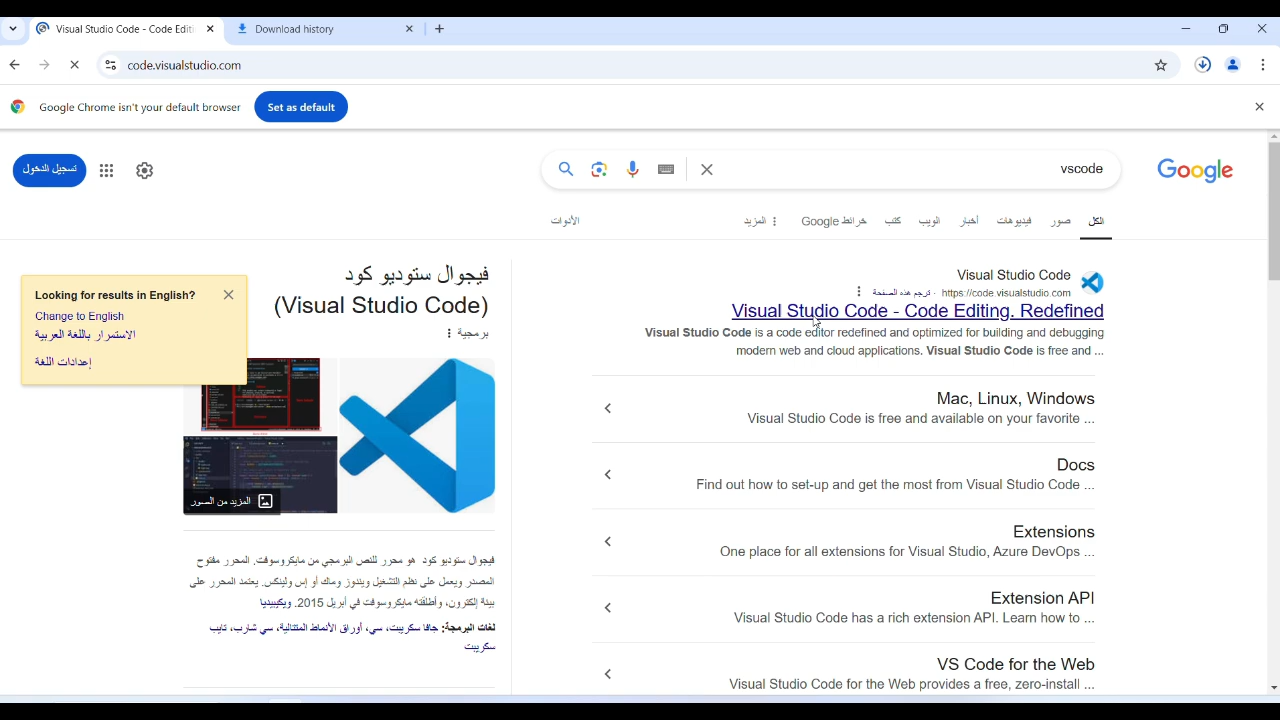 Visual Studio Code - Code Editi
Download history
code.visualstudio.com
Google Chrome isn't your default browser
Set as default
Google
vscode
تسجيل الدخول
الكل
صور
فيديوهات
أخبار
الويب
كتب
خرائط Google
المزيد
الأدوات
Visual Studio Code
https://code.visualstudio.com · ترجم هذه الصفحة
Visual Studio Code - Code Editing. Redefined
Visual Studio Code is a code editor redefined and optimized for building and debugging
modern web and cloud applications. Visual Studio Code is free and ...
Mac, Linux, Windows
Visual Studio Code is free and available on your favorite ...
Docs
Find out how to set-up and get the most from Visual Studio Code ...
Extensions
One place for all extensions for Visual Studio, Azure DevOps ...
Extension API
Visual Studio Code has a rich extension API. Learn how to ...
VS Code for the Web
Visual Studio Code for the Web provides a free, zero-install ...
فيجوال ستوديو كود
(Visual Studio Code)
برمجية
المزيد من الصور
فيجوال ستوديو كود هو محرر للنص البرمجي من مايكروسوفت. المحرر مفتوح
المصدر ويعمل على نظم التشغيل ويندوز وماك أو إس ولينكس. يعتمد المحرر على
بيئة إلكترون، وأطلقته مايكروسوفت في أبريل 2015. ويكيبيديا
لغات البرمجة: جافا سكريبت، سي، أوراق الأنماط المتتالية، سي شارب، تايب
سكريبت
Looking for results in English?
Change to English
الاستمرار باللغة العربية
إعدادات اللغة